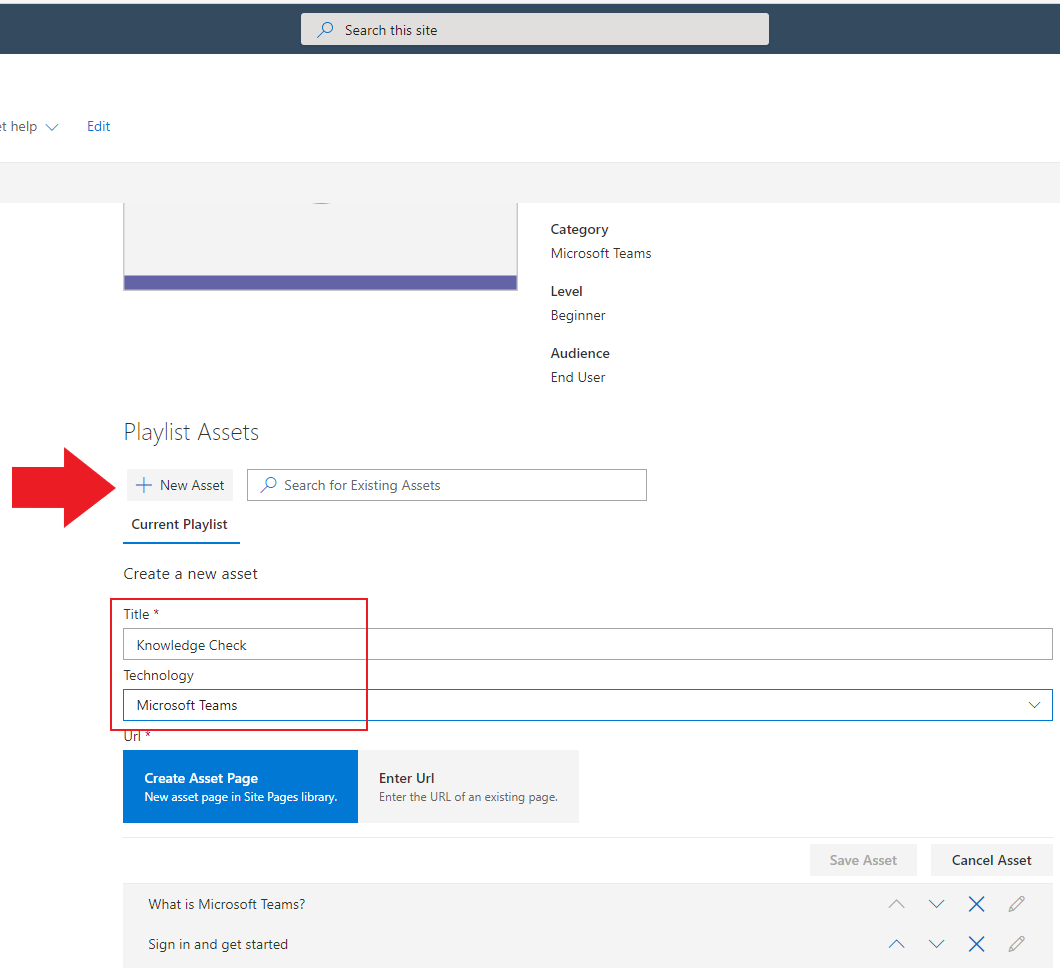 Search this site
et help
Edit
Category
Microsoft Teams
Level
Beginner
Audience
End User
Playlist Assets
New Asset
Search for Existing Assets
Current Playlist
Create a new asset
Title *
Knowledge Check
Technology
Microsoft Teams
Url *
Create Asset Page
New asset page in Site Pages library.
Enter Url
Enter the URL of an existing page.
Save Asset
Cancel Asset
What is Microsoft Teams?
Sign in and get started